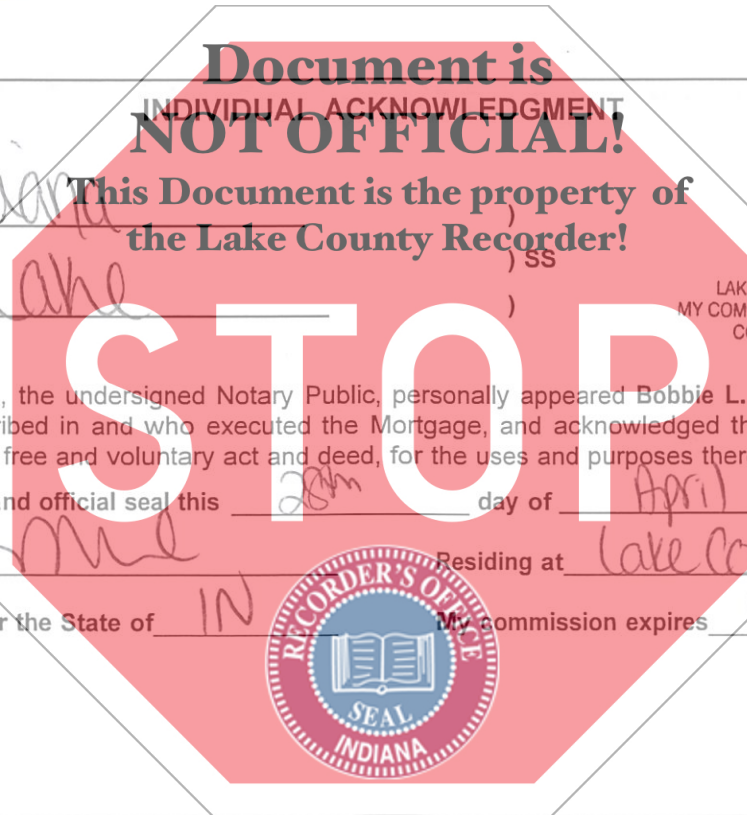 Document is
INDIVIDUAL ACKNOWLEDGMENT
NOT OFFICIAL!
This Document is the property of
the Lake County Recorder!
)
) SS
)
Lake
LAK
MY COM
CO
STOP
, the undersigned Notary Public, personally appeared Bobbie L.
ibed in and who executed the Mortgage, and acknowledged th
free and voluntary act and deed, for the uses and purposes ther
nd official seal this 28th day of April
Residing at Lake Co
r the State of IN My commission expires
RECORDER'S OFFICE
SEAL
INDIANA